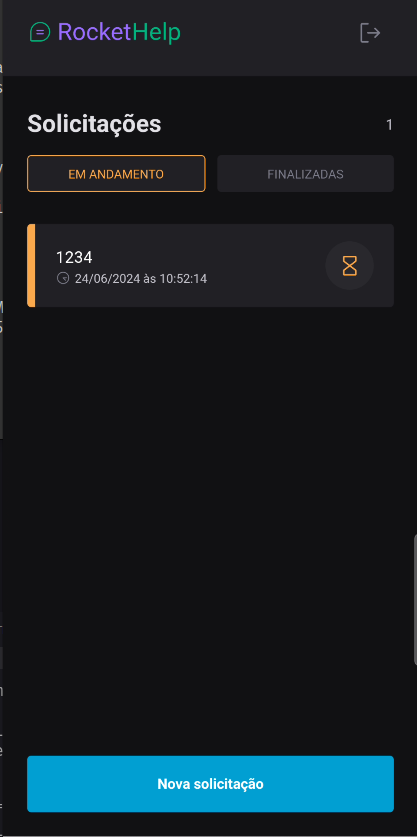 RocketHelp
Solicitações 1
EM ANDAMENTO FINALIZADAS
1234
24/06/2024 às 10:52:14
Nova solicitação